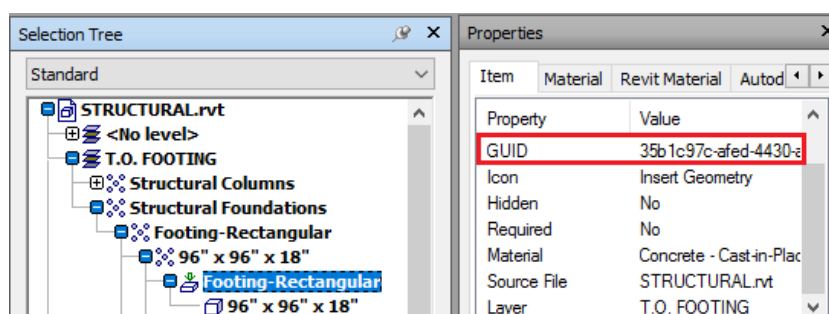 Selection Tree
Standard
STRUCTURAL.rvt
<No level>
T.O. FOOTING
Structural Columns
Structural Foundations
Footing-Rectangular
96" x 96" x 18"
Footing-Rectangular
96" x 96" x 18"
Properties
Item Material Revit Material Autod
Property Value
GUID 35b1c97c-afed-4430-a
Icon Insert Geometry
Hidden No
Required No
Material Concrete - Cast-in-Plac
Source File STRUCTURAL.rvt
Layer T.O. FOOTING